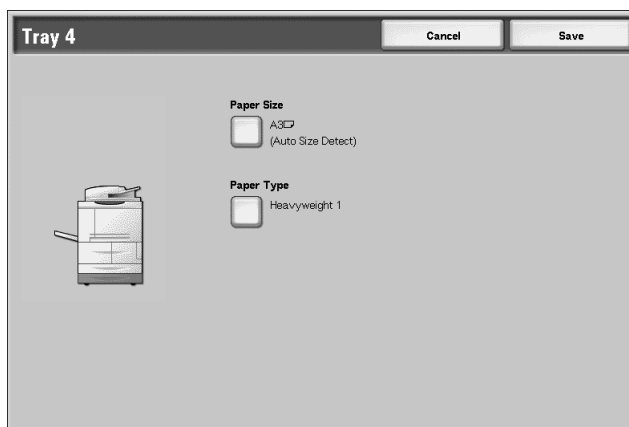 Tray 4
Cancel
Save
Paper Size
A3
(Auto Size Detect)
Paper Type
Heavyweight 1